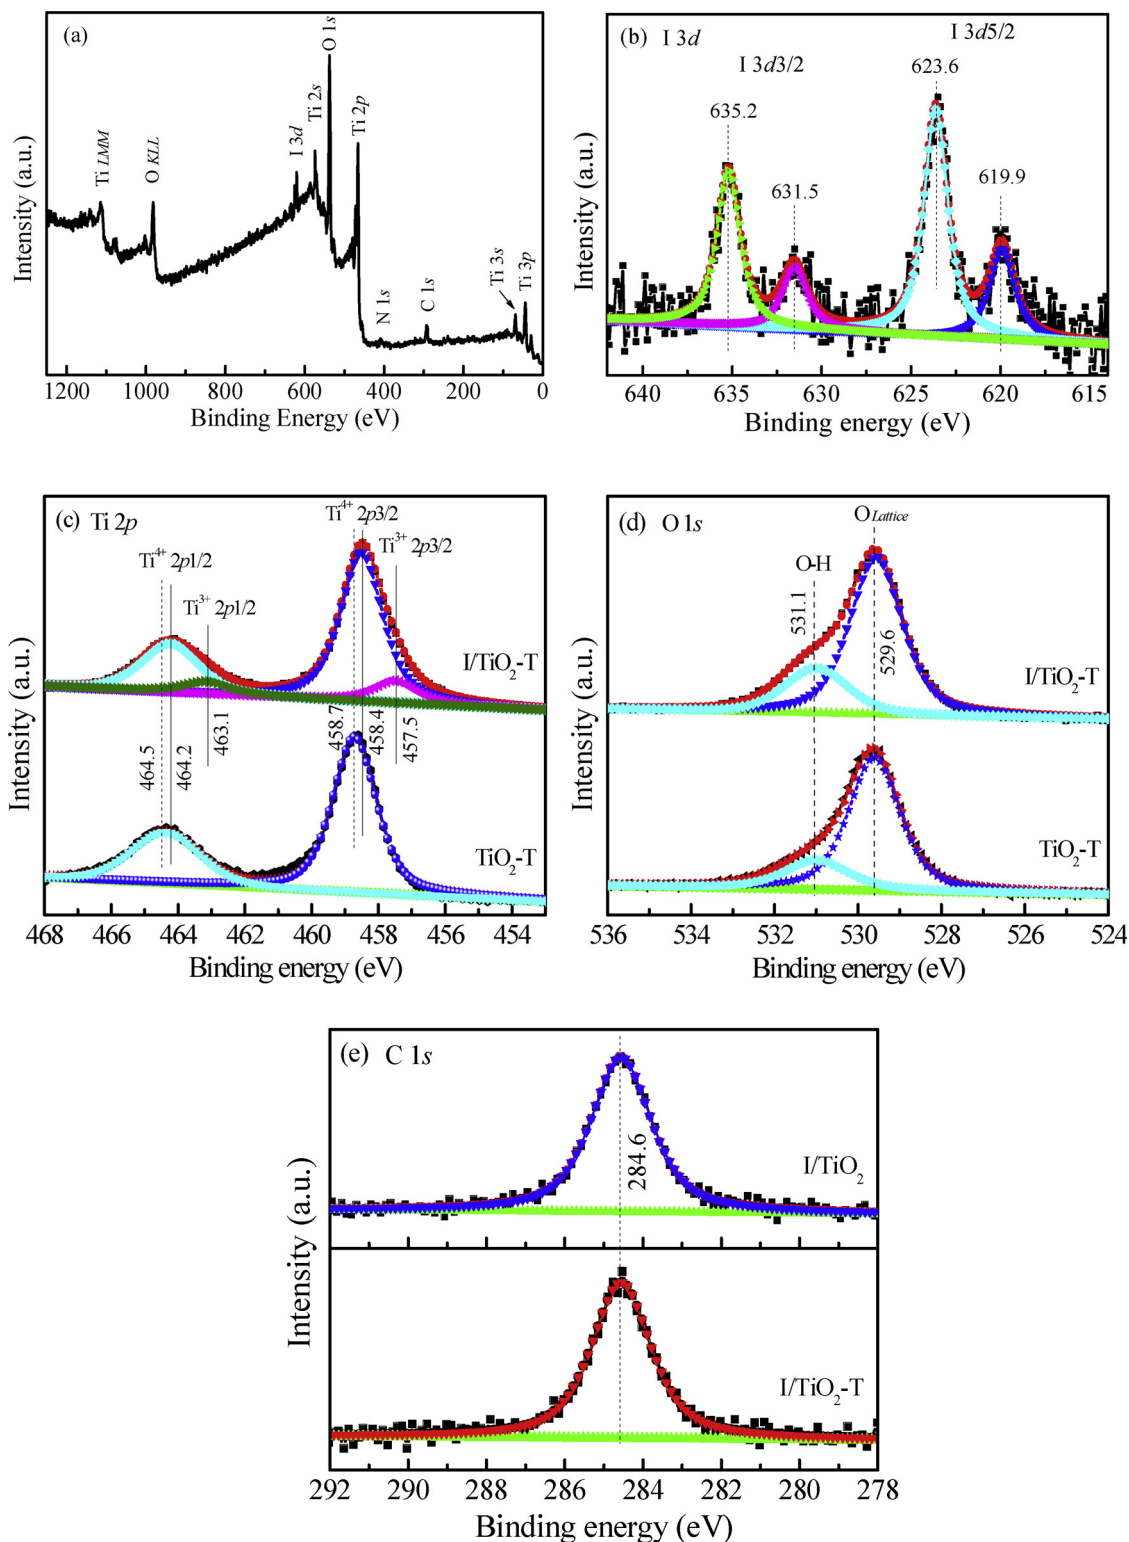 (a)
Ti LMM
O KLL
I 3d
Ti 2s
O 1s
Ti 2p
N 1s
C 1s
Ti 3s
Ti 3p
Intensity (a.u.)
1200 1000 800 600 400 200 0
Binding Energy (eV)
(b) I 3d
I 3d3/2
I 3d5/2
635.2
631.5
623.6
619.9
Intensity (a.u.)
640 635 630 625 620 615
Binding energy (eV)
(c) Ti 2p
Ti4+ 2p3/2
Ti3+ 2p3/2
Ti4+ 2p1/2
Ti3+ 2p1/2
I/TiO2-T
464.5
464.2
463.1
458.7
458.4
457.5
TiO2-T
Intensity (a.u.)
468 466 464 462 460 458 456 454
Binding energy (eV)
(d) O 1s
O Lattice
O-H
531.1
529.6
I/TiO2-T
TiO2-T
Intensity (a.u.)
536 534 532 530 528 526 524
Binding energy (eV)
(e) C 1s
284.6
I/TiO2
I/TiO2-T
Intensity (a.u.)
292 290 288 286 284 282 280 278
Binding energy (eV)